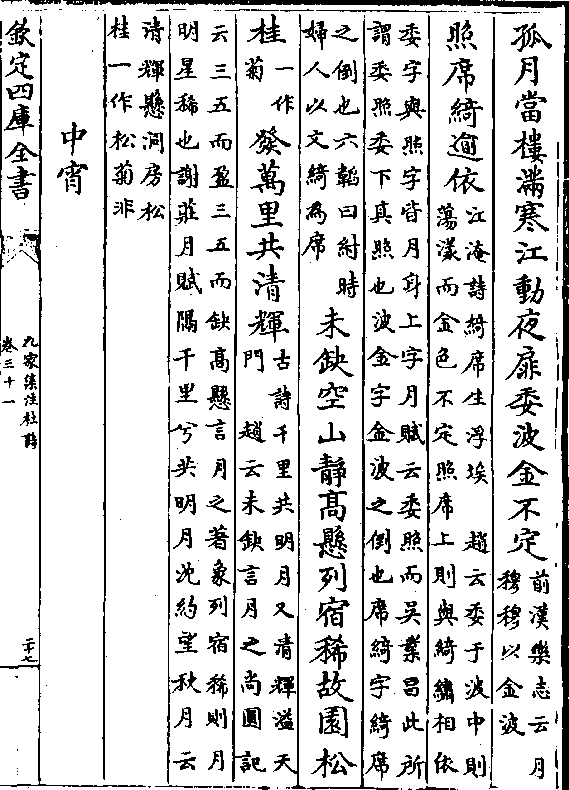 孤月當樓滿寒江動夜扉委波金不定
前漢樂志云月
穆穆以金波
照席綺逾依
江淹詩綺席生浮埃　趙云委于波中則
蕩漾而金色不定照席上則與綺繡相依
委字與照字皆月身上字月賦云委照而吳業昌此所
謂委照委下真照也波金字金波之倒也席綺字綺席
之倒也六韜曰紂時
婦人以文綺為席
未缺空山靜高懸列宿稀故園松
桂
一作
菊
發萬里共清輝
古詩千里共明月又清輝溢天
門　趙云未缺言月之尚圓記
云三五而盈三五而缺高懸言月之著象列宿稀則月
明星稀也謝莊月賦隔千里兮共明月沈約望秋月云
清輝懸洞房松
桂一作松菊非
中宵
欽定四庫全書
九家集注杜詩
卷三十一
二十七